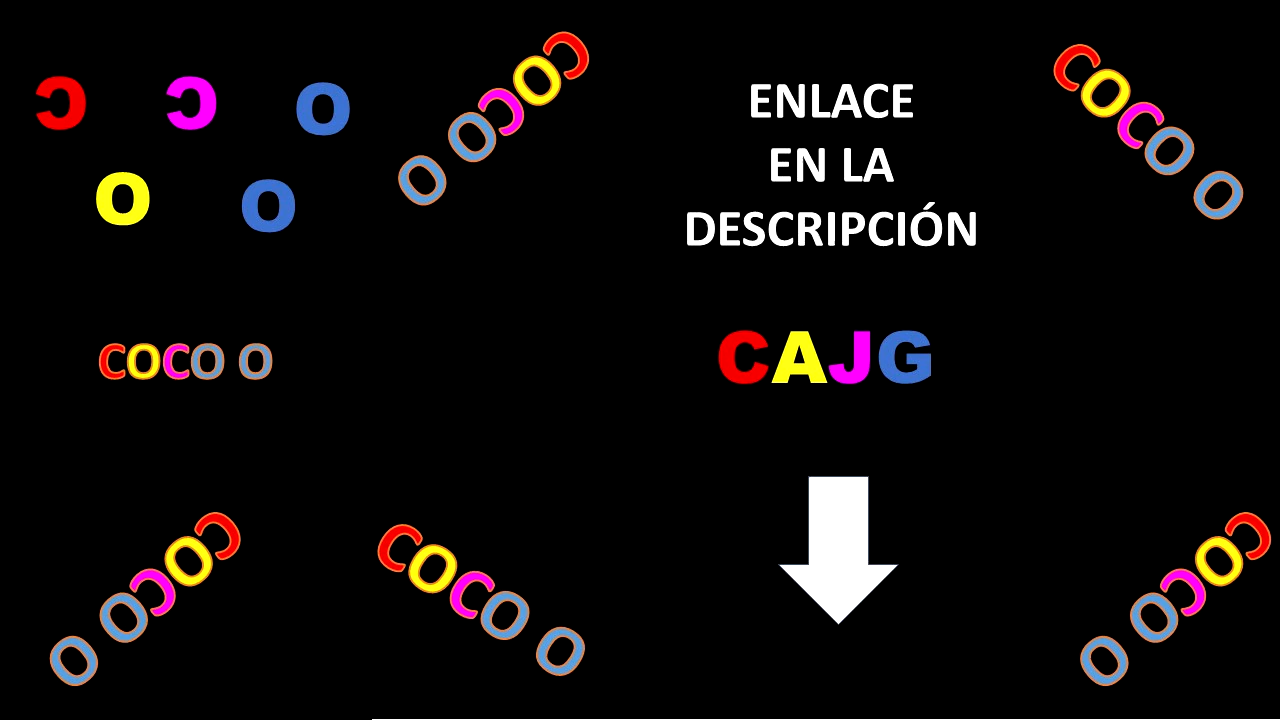 Ɔ Ɔ O
O O
COCO O
COCO O
ENLACE
EN LA
DESCRIPCIÓN
COCO O
CAJG
COCO O
COCO O
COCO O